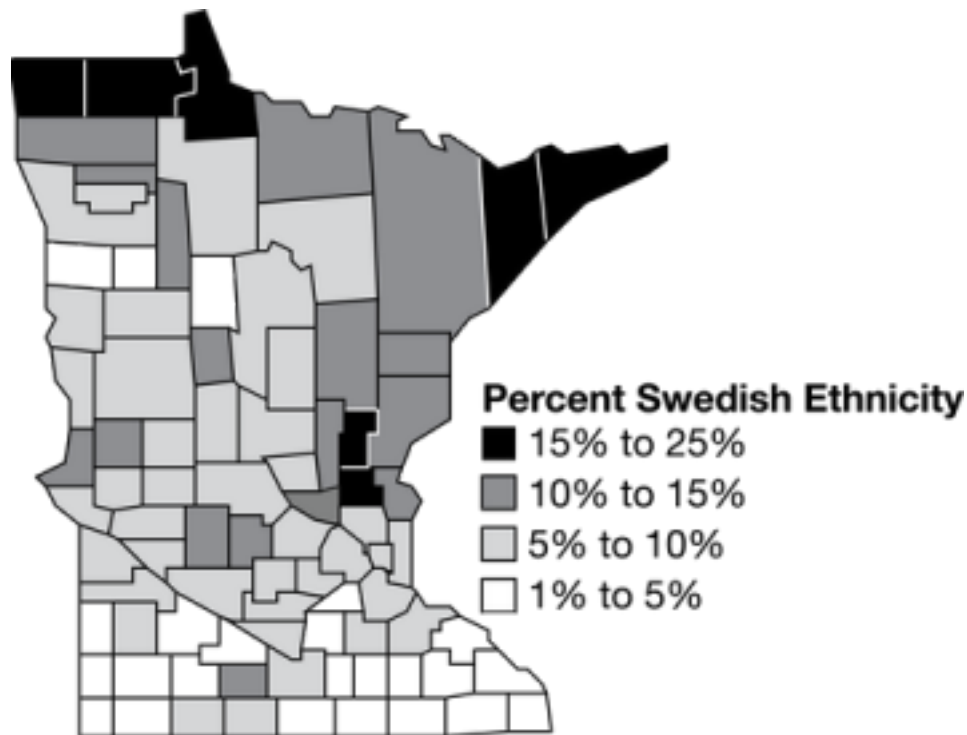 Percent Swedish Ethnicity
15% to 25%
10% to 15%
5% to 10%
1% to 5%